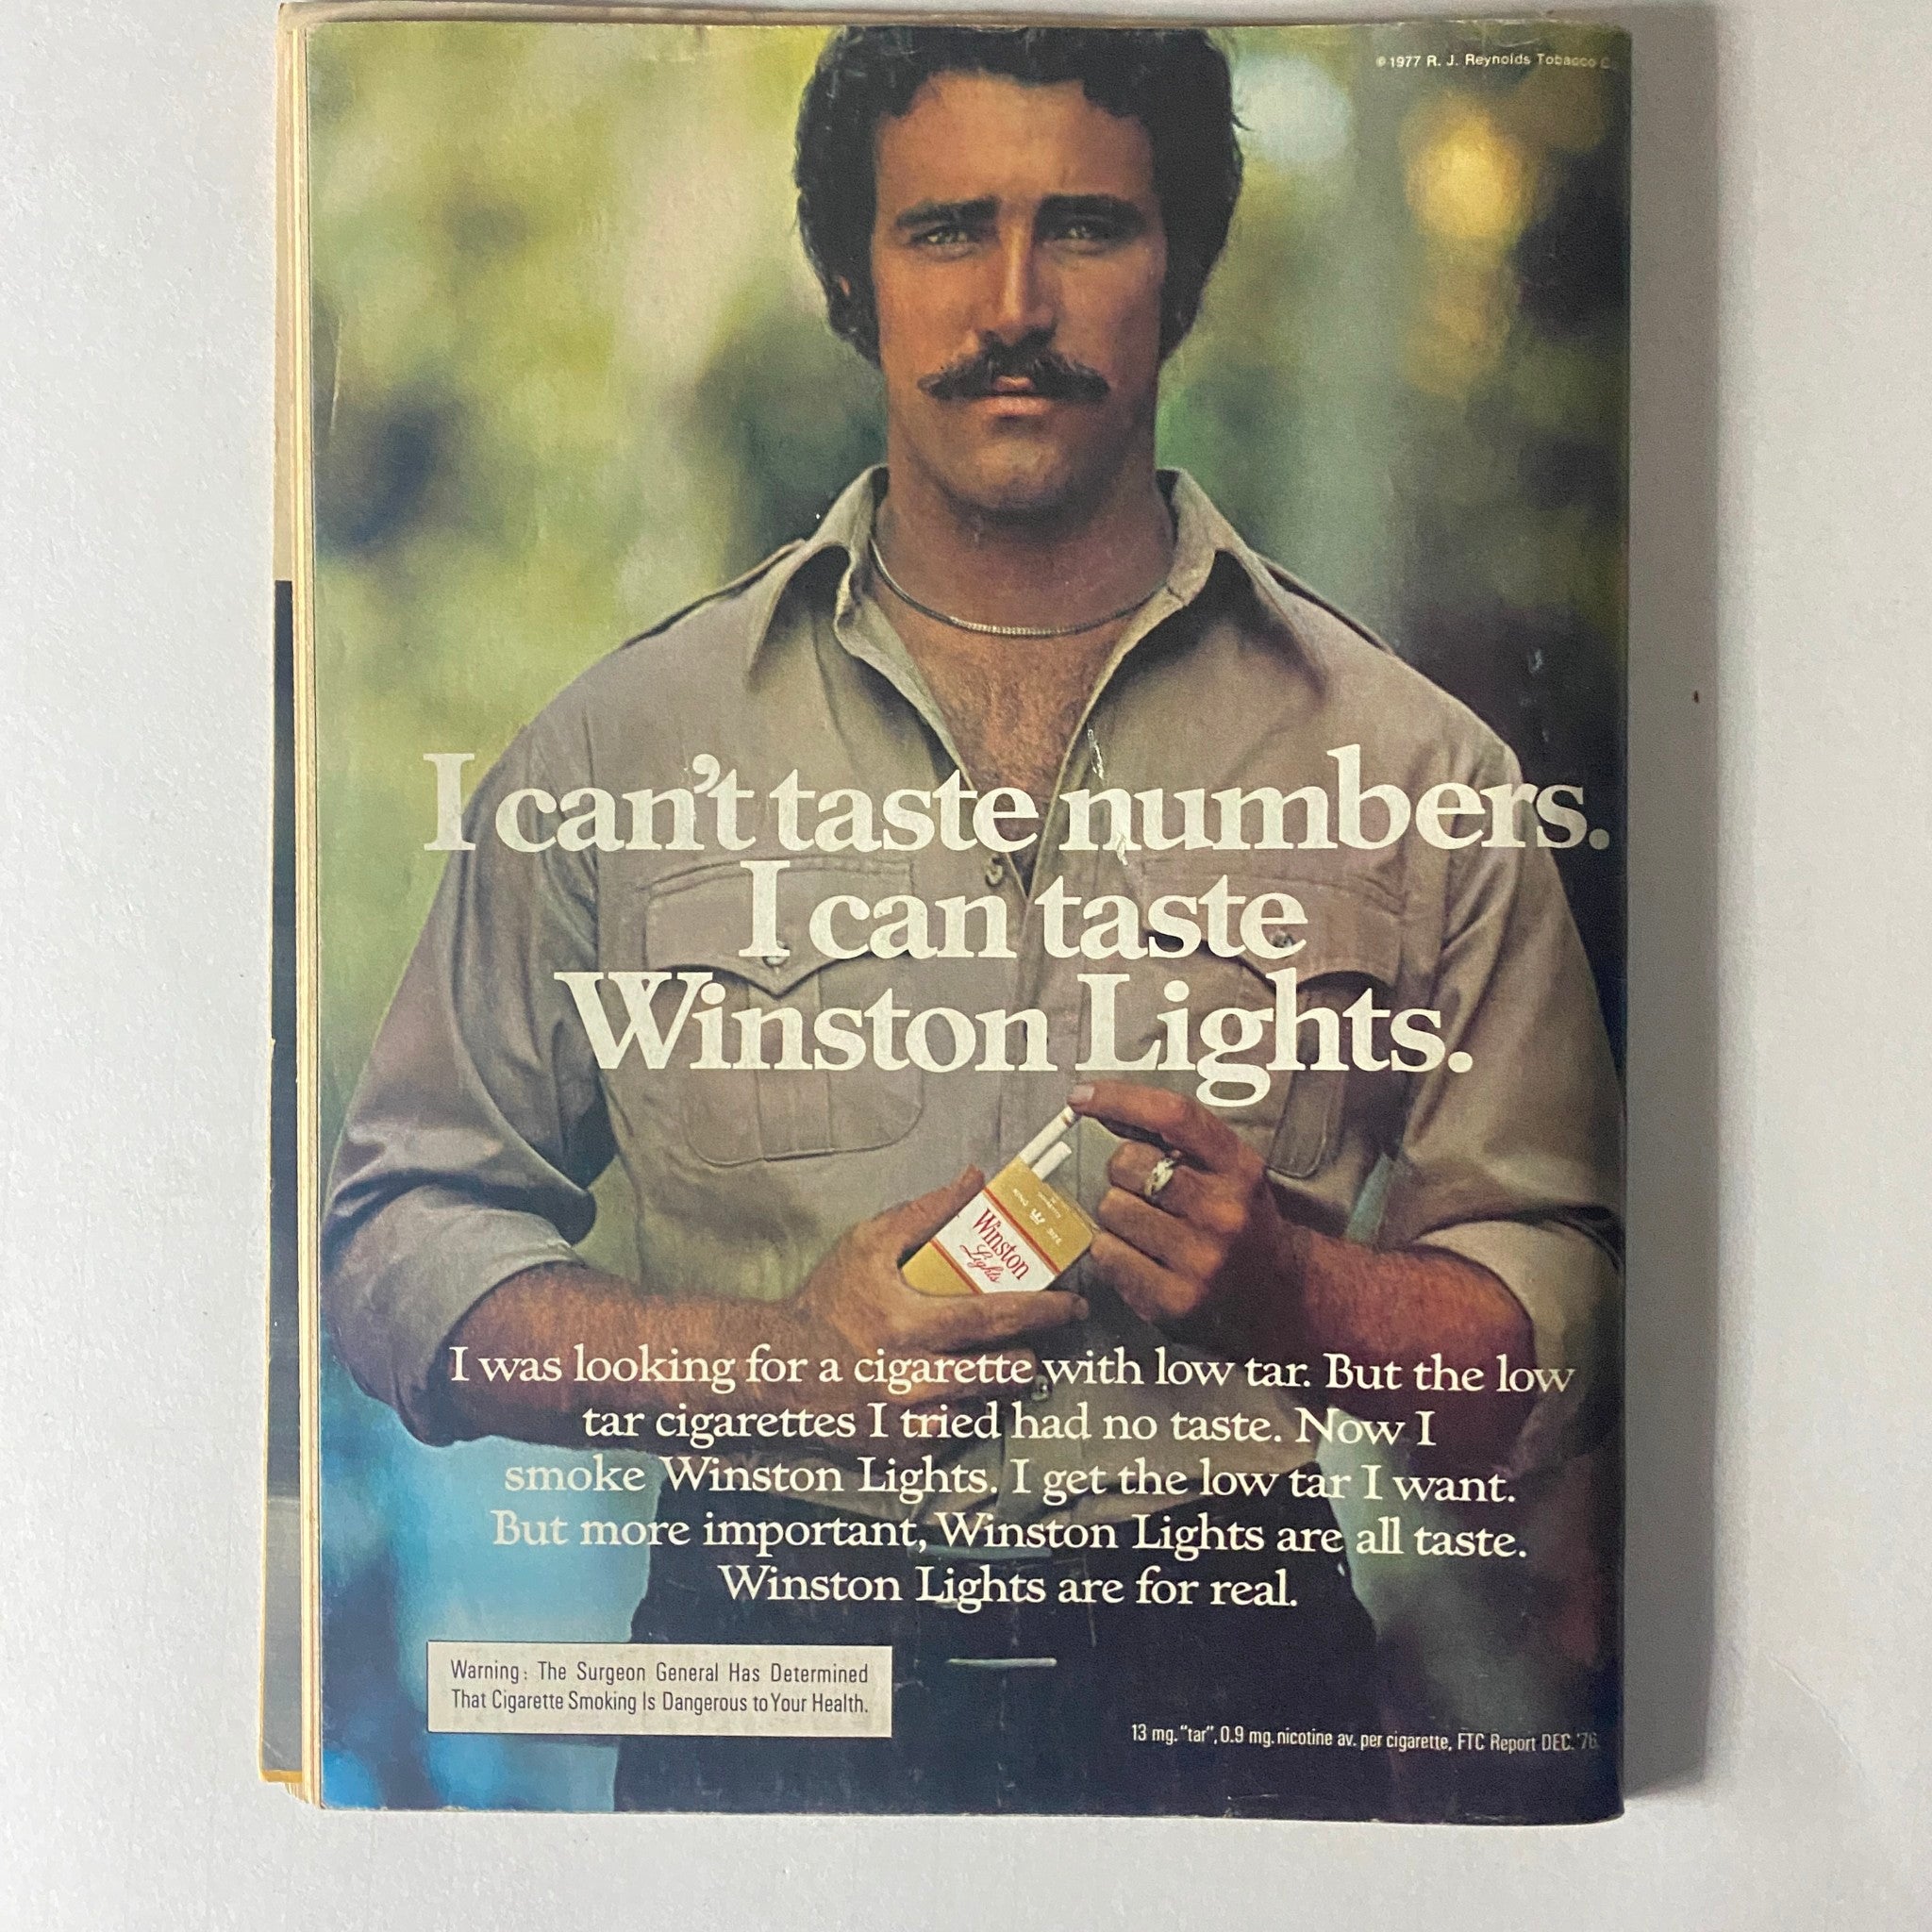 © 1977 R. J. Reynolds Tobacco C
I can't taste numbers.
I can taste
Winston Lights.
KING SIZE
Winston
Lights
I was looking for a cigarette with low tar. But the low
tar cigarettes I tried had no taste. Now I
smoke Winston Lights. I get the low tar I want.
But more important, Winston Lights are all taste.
Winston Lights are for real.
Warning: The Surgeon General Has Determined
That Cigarette Smoking Is Dangerous to Your Health.
13 mg. "tar", 0.9 mg. nicotine av. per cigarette, FTC Report DEC. '76.